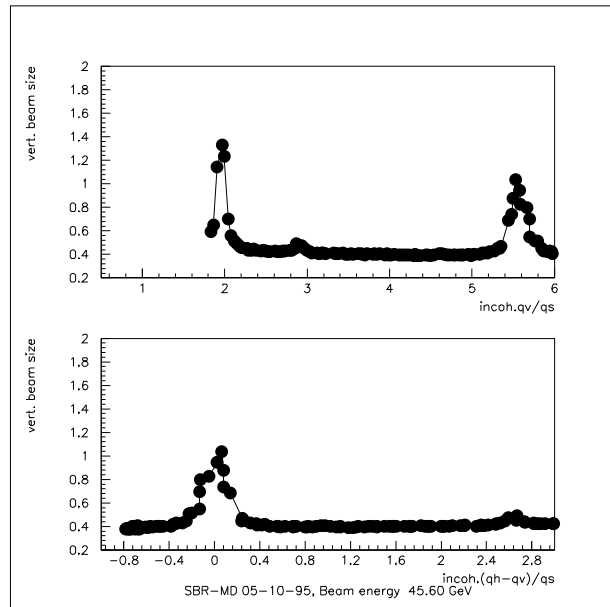 vert. beam size
2
1.8
1.6
1.4
1.2
1
0.8
0.6
0.4
0.2
1 2 3 4 5 6
incoh.qv/qs
vert. beam size
2
1.8
1.6
1.4
1.2
1
0.8
0.6
0.4
0.2
-0.8 -0.4 0 0.4 0.8 1.2 1.6 2 2.4 2.8
incoh.(qh-qv)/qs
SBR-MD 05-10-95, Beam energy 45.60 GeV